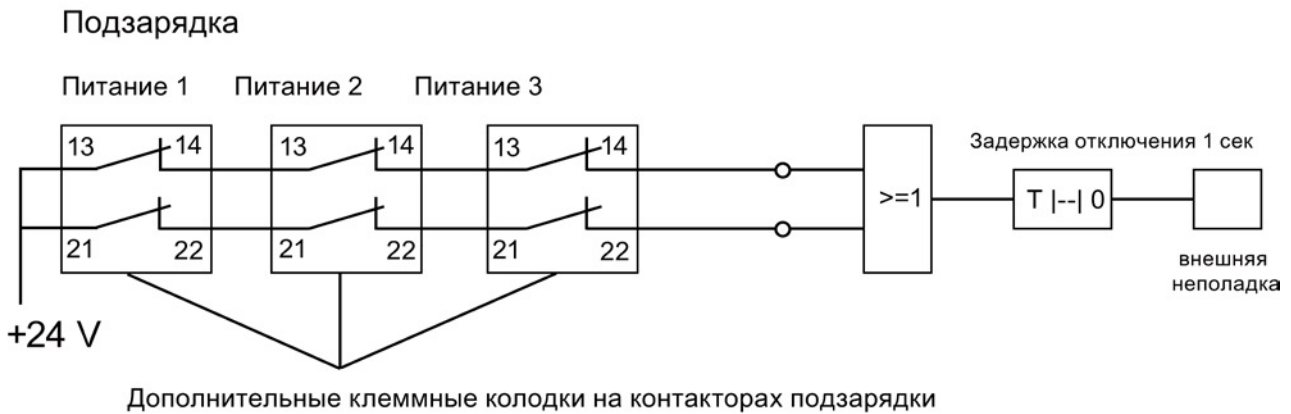 Подзарядка
Питание 1 Питание 2 Питание 3
13 14 13 14 13 14
Задержка отключения 1 сек
>=1 T |--| 0
21 22 21 22 21 22
внешняя
неполадка
+24 V
Дополнительные клеммные колодки на контакторах подзарядки